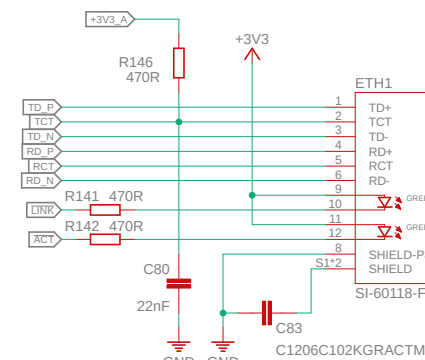 +3V3_A
+3V3
R146
470R
ETH1
TD_P 1 TD+
TCT 2 TCT
TD_N 3 TD-
RD_P 4 RD+
RCT 5 RCT
RD_N 6 RD-
9
R141 470R
LINK 10
11
R142 470R
ACT 12
8 SHIELD-P
S1*2 SHIELD
C80
22nF
SI-60118-F
C83
GND GND
C1206C102KGRACTM